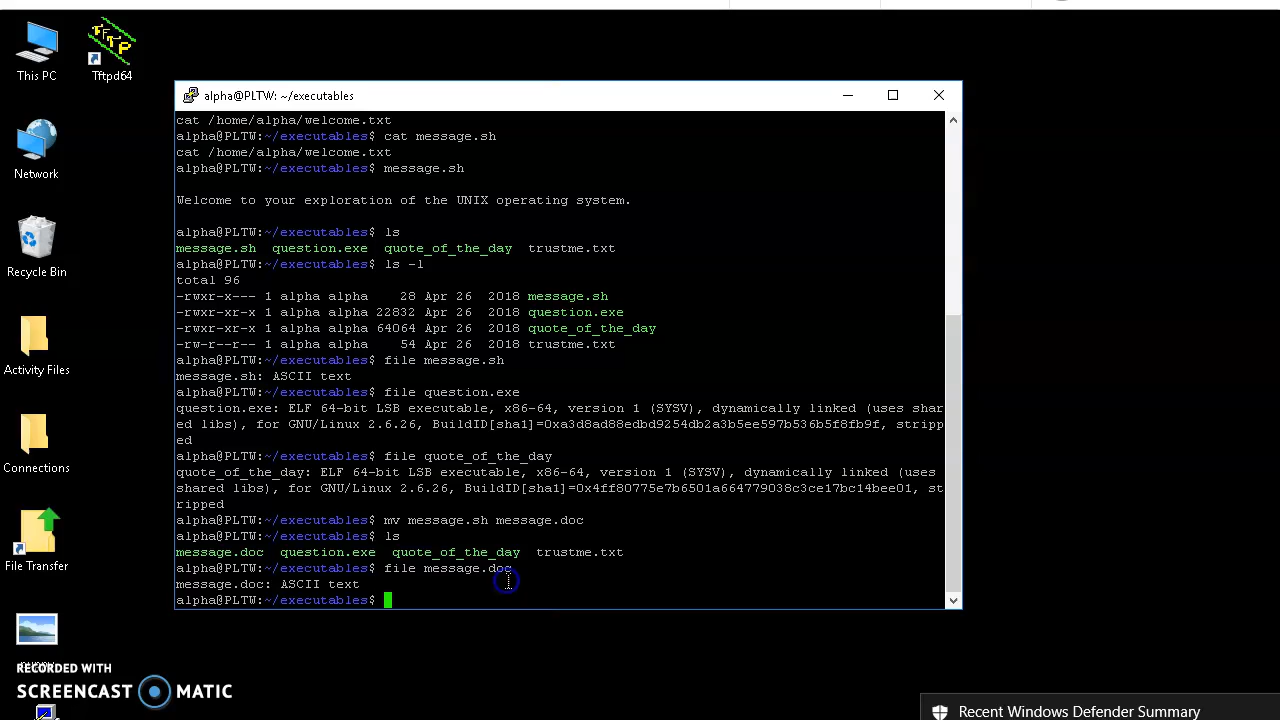 This PC
TFTP
Tftpd64
Network
Recycle Bin
Activity Files
Connections
File Transfer
alpha@PLTW: ~/executables
cat /home/alpha/welcome.txt
alpha@PLTW:~/executables$ cat message.sh
cat /home/alpha/welcome.txt
alpha@PLTW:~/executables$ message.sh
Welcome to your exploration of the UNIX operating system.
alpha@PLTW:~/executables$ ls
message.sh  question.exe  quote_of_the_day  trustme.txt
alpha@PLTW:~/executables$ ls -l
total 96
-rwxr-x--- 1 alpha alpha    28 Apr 26  2018 message.sh
-rwxr-xr-x 1 alpha alpha 22832 Apr 26  2018 question.exe
-rwxr-xr-x 1 alpha alpha 64064 Apr 26  2018 quote_of_the_day
-rw-r--r-- 1 alpha alpha    54 Apr 26  2018 trustme.txt
alpha@PLTW:~/executables$ file message.sh
message.sh: ASCII text
alpha@PLTW:~/executables$ file question.exe
question.exe: ELF 64-bit LSB executable, x86-64, version 1 (SYSV), dynamically linked (uses shar
ed libs), for GNU/Linux 2.6.26, BuildID[sha1]=0xa3d8ad88edbd9254db2a3b5ee597b536b5f8fb9f, stripp
ed
alpha@PLTW:~/executables$ file quote_of_the_day
quote_of_the_day: ELF 64-bit LSB executable, x86-64, version 1 (SYSV), dynamically linked (uses
shared libs), for GNU/Linux 2.6.26, BuildID[sha1]=0x4ff80775e7b6501a664779038c3ce17bc14bee01, st
ripped
alpha@PLTW:~/executables$ mv message.sh message.doc
alpha@PLTW:~/executables$ ls
message.doc  question.exe  quote_of_the_day  trustme.txt
alpha@PLTW:~/executables$ file message.doc
message.doc: ASCII text
alpha@PLTW:~/executables$
RECORDED WITH
SCREENCAST MATIC
Recent Windows Defender Summary